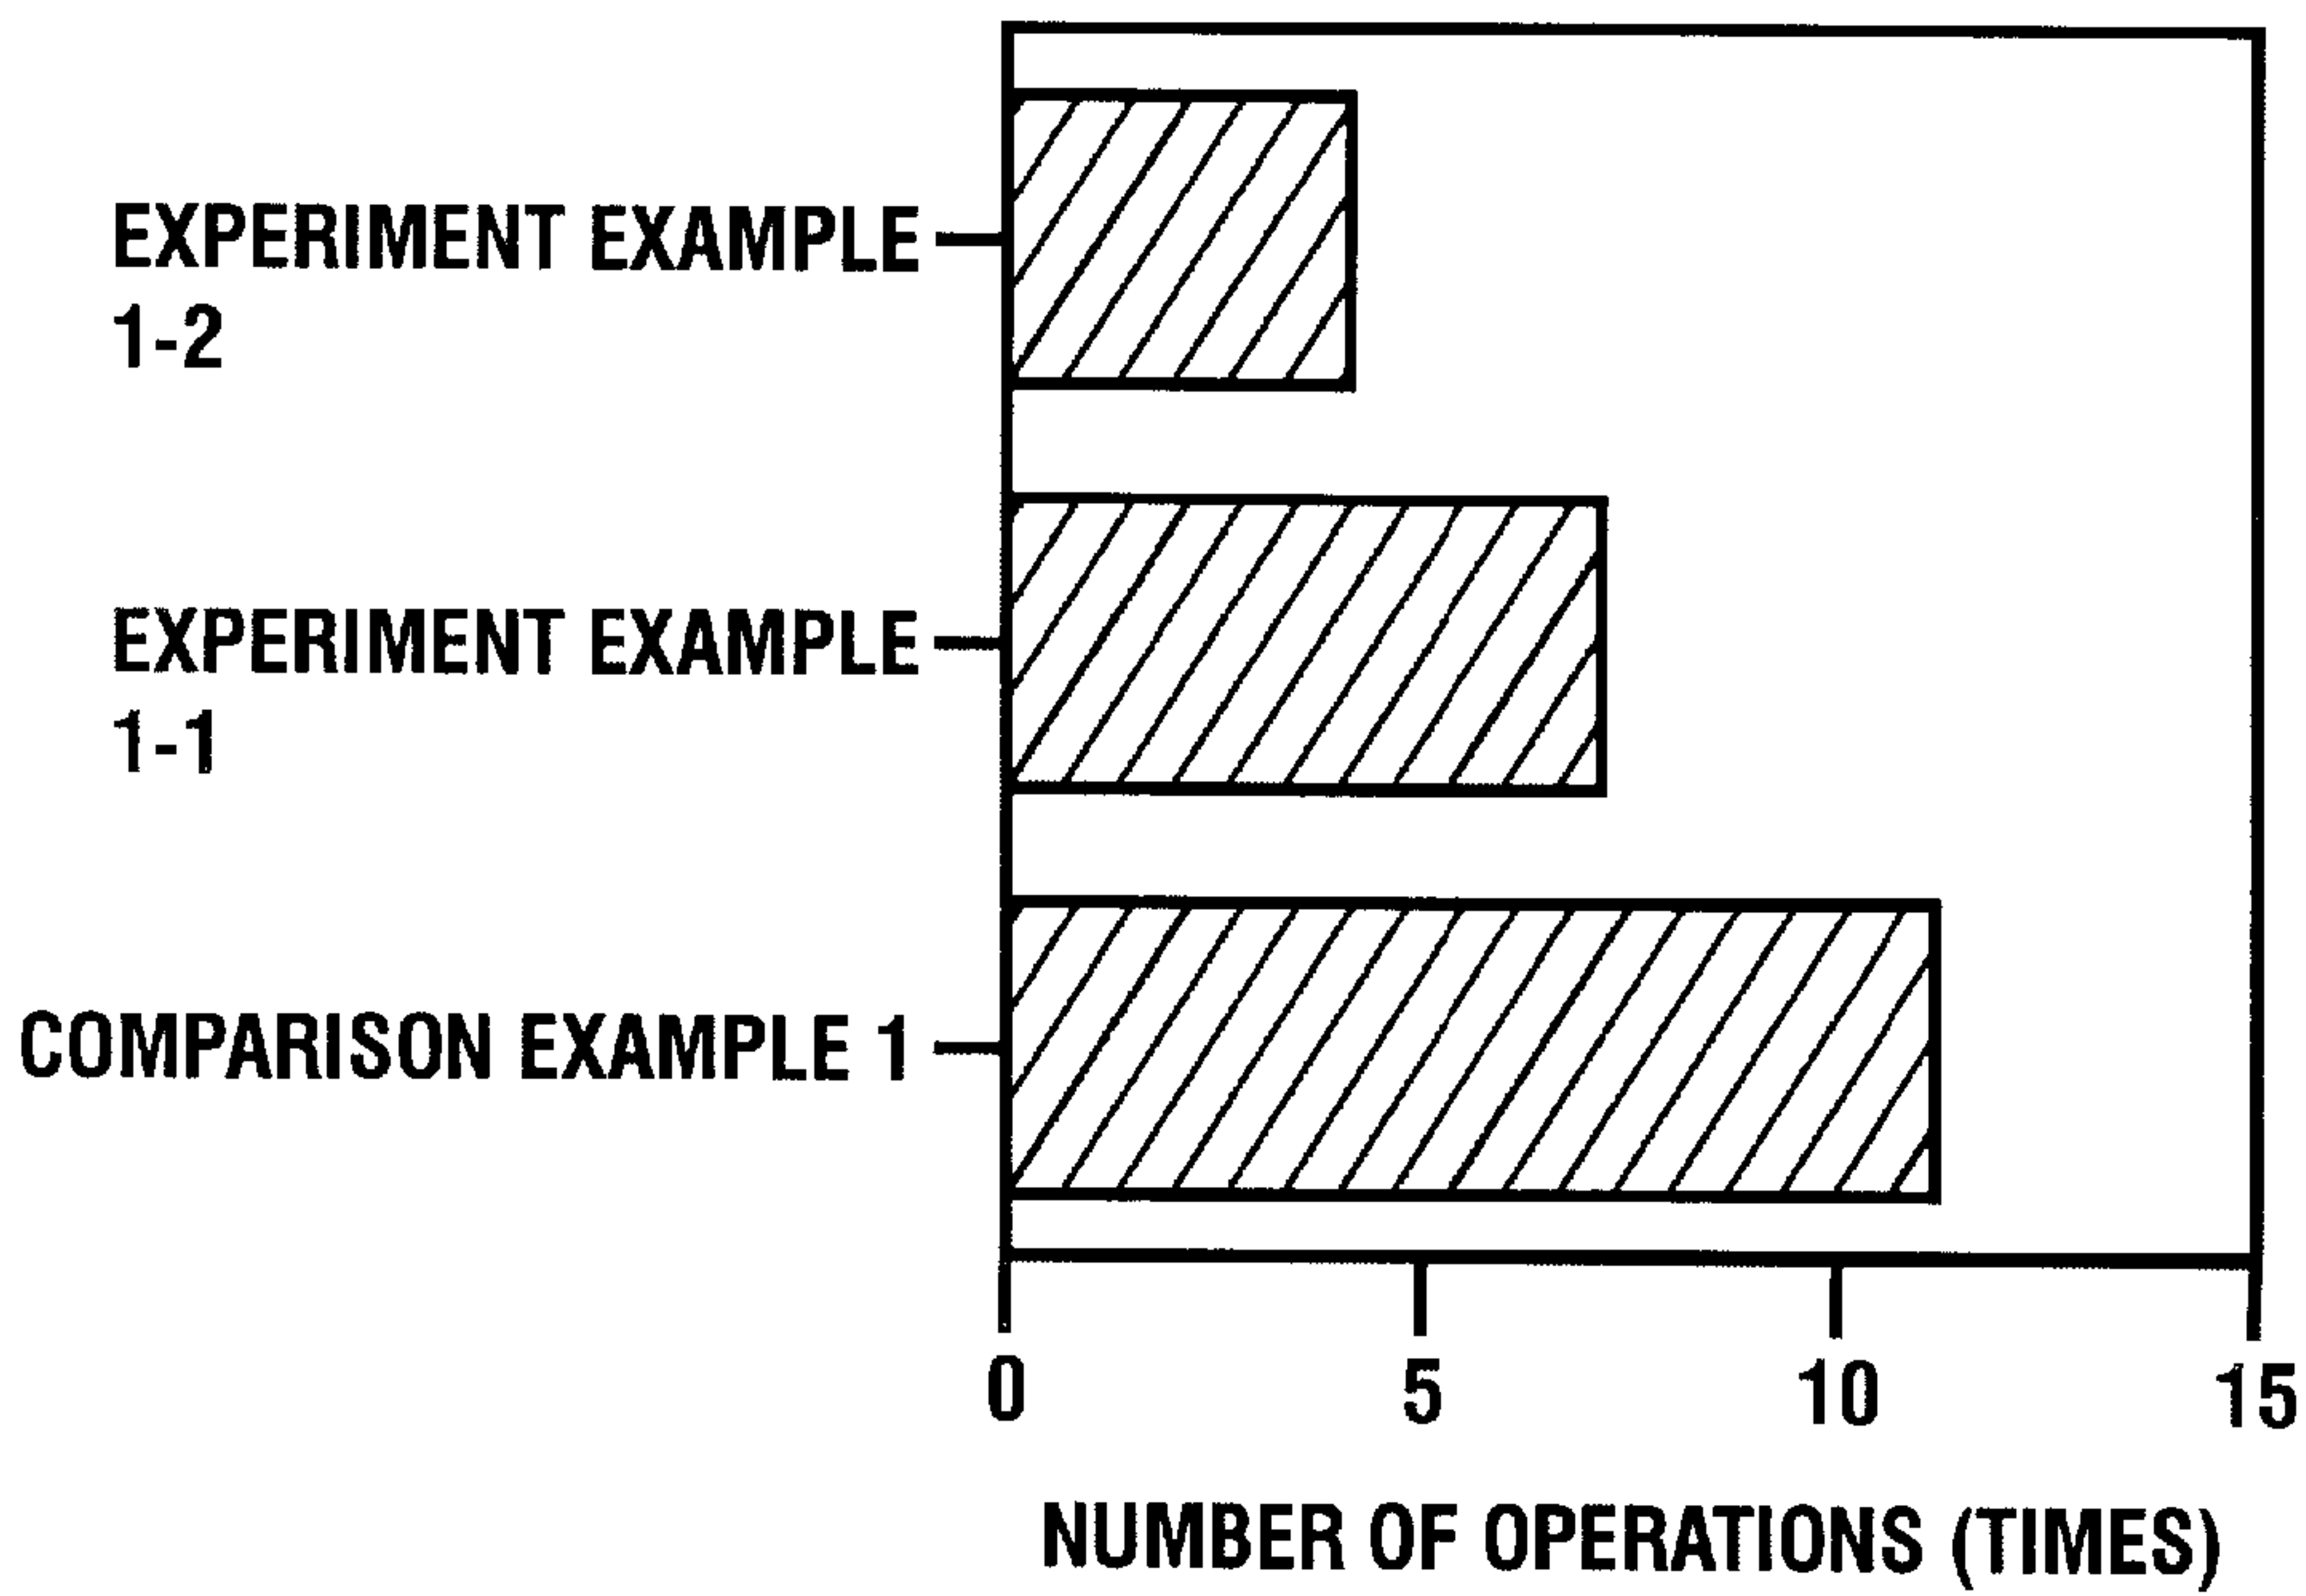 EXPERIMENT EXAMPLE
1-2
EXPERIMENT EXAMPLE
1-1
COMPARISON EXAMPLE 1
0 5 10 15
NUMBER OF OPERATIONS (TIMES)